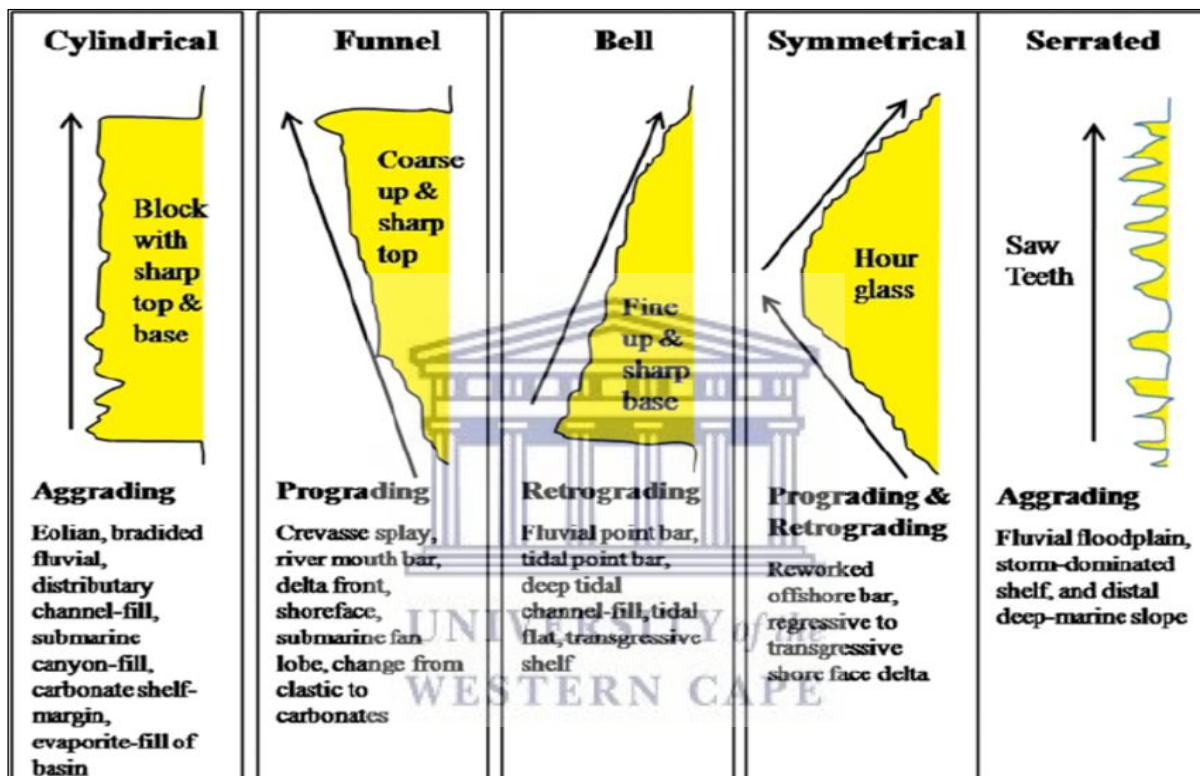 Cylindrical
Block
with
sharp
top &
base
Aggrading
Eolian, bradided
fluvial,
distributary
channel-fill,
submarine
canyon-fill,
carbonate shelf-
margin,
evaporite-fill of
basin
Funnel
Coarse
up &
sharp
top
Prograding
Crevasse splay,
river mouth bar,
delta front,
shoreface,
submarine fan
lobe, change from
clastic to
carbonates
Bell
Fine
up &
sharp
base
Retrograding
Fluvial point bar,
tidal point bar,
deep tidal
channel-fill, tidal
flat, transgressive
shelf
Symmetrical
Hour
glass
Prograding &
Retrograding
Reworked
offshore bar,
regressive to
transgressive
shore face delta
Serrated
Saw
Teeth
Aggrading
Fluvial floodplain,
storm-dominated
shelf, and distal
deep-marine slope
UNIVERSITY of the
WESTERN CAPE